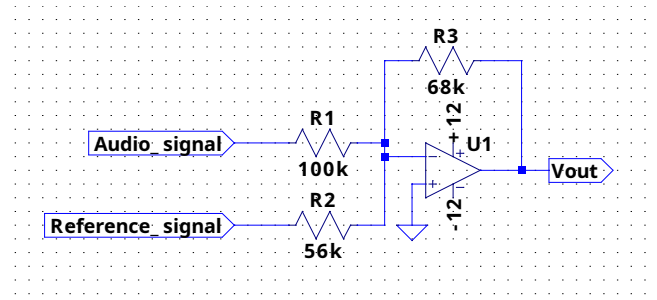 R3
68k
+12
U1
R1
Audio_signal
100k
Vout
R2
-12
Reference_signal
56k